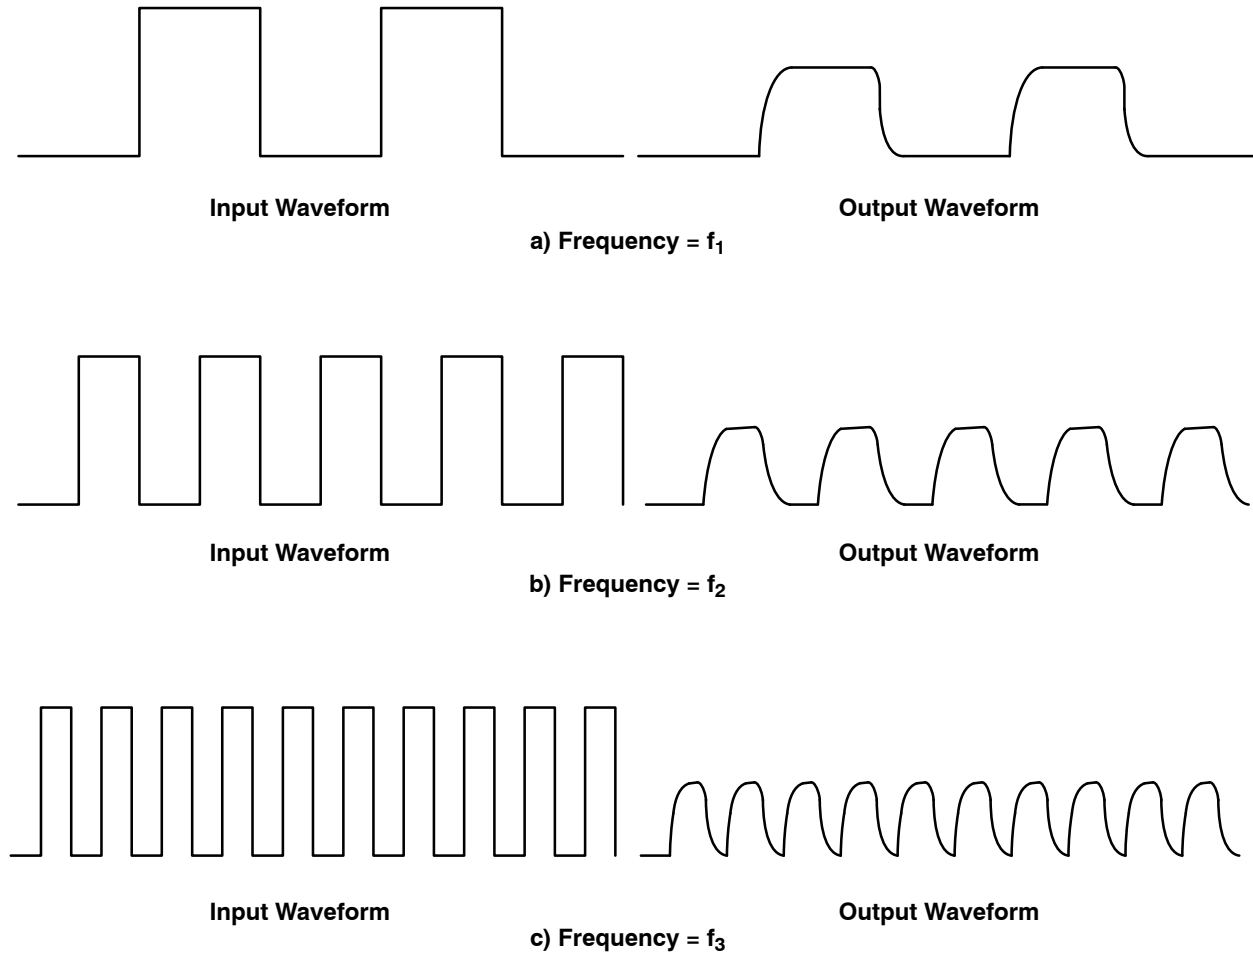 Input Waveform Output Waveform
a) Frequency = f1
Input Waveform Output Waveform
b) Frequency = f2
Input Waveform Output Waveform
c) Frequency = f3